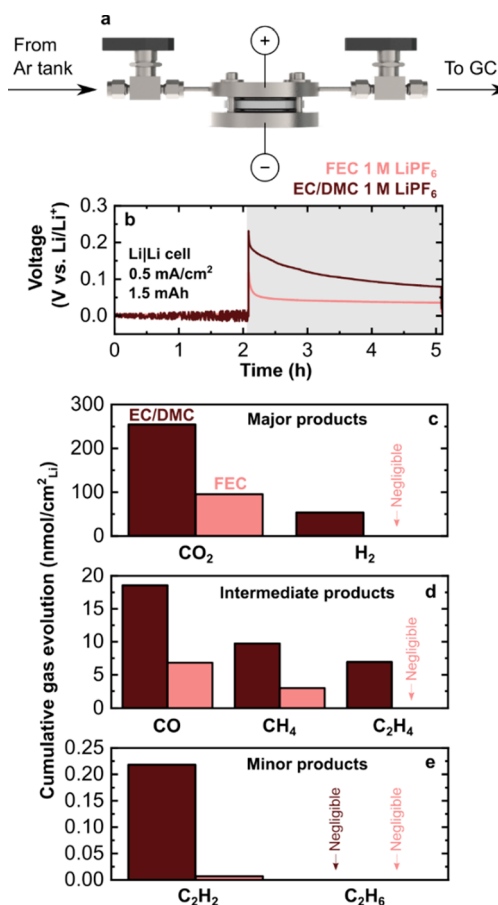 a
From
Ar tank
To GC
+
−
FEC 1 M LiPF₆
EC/DMC 1 M LiPF₆
b
Voltage
(V vs. Li/Li⁺)
0.3
0.2
0.1
0.0
Li|Li cell
0.5 mA/cm²
1.5 mAh
0 1 2 3 4 5
Time (h)
Cumulative gas evolution (nmol/cm²Li)
EC/DMC
Major products
c
300
250
100
50
0
FEC
Negligible
CO₂ H₂
Intermediate products
d
20
15
10
5
0
Negligible
CO CH₄ C₂H₄
Minor products
e
0.25
0.20
0.15
0.10
0.05
0.00
Negligible
Negligible
C₂H₂ C₂H₆